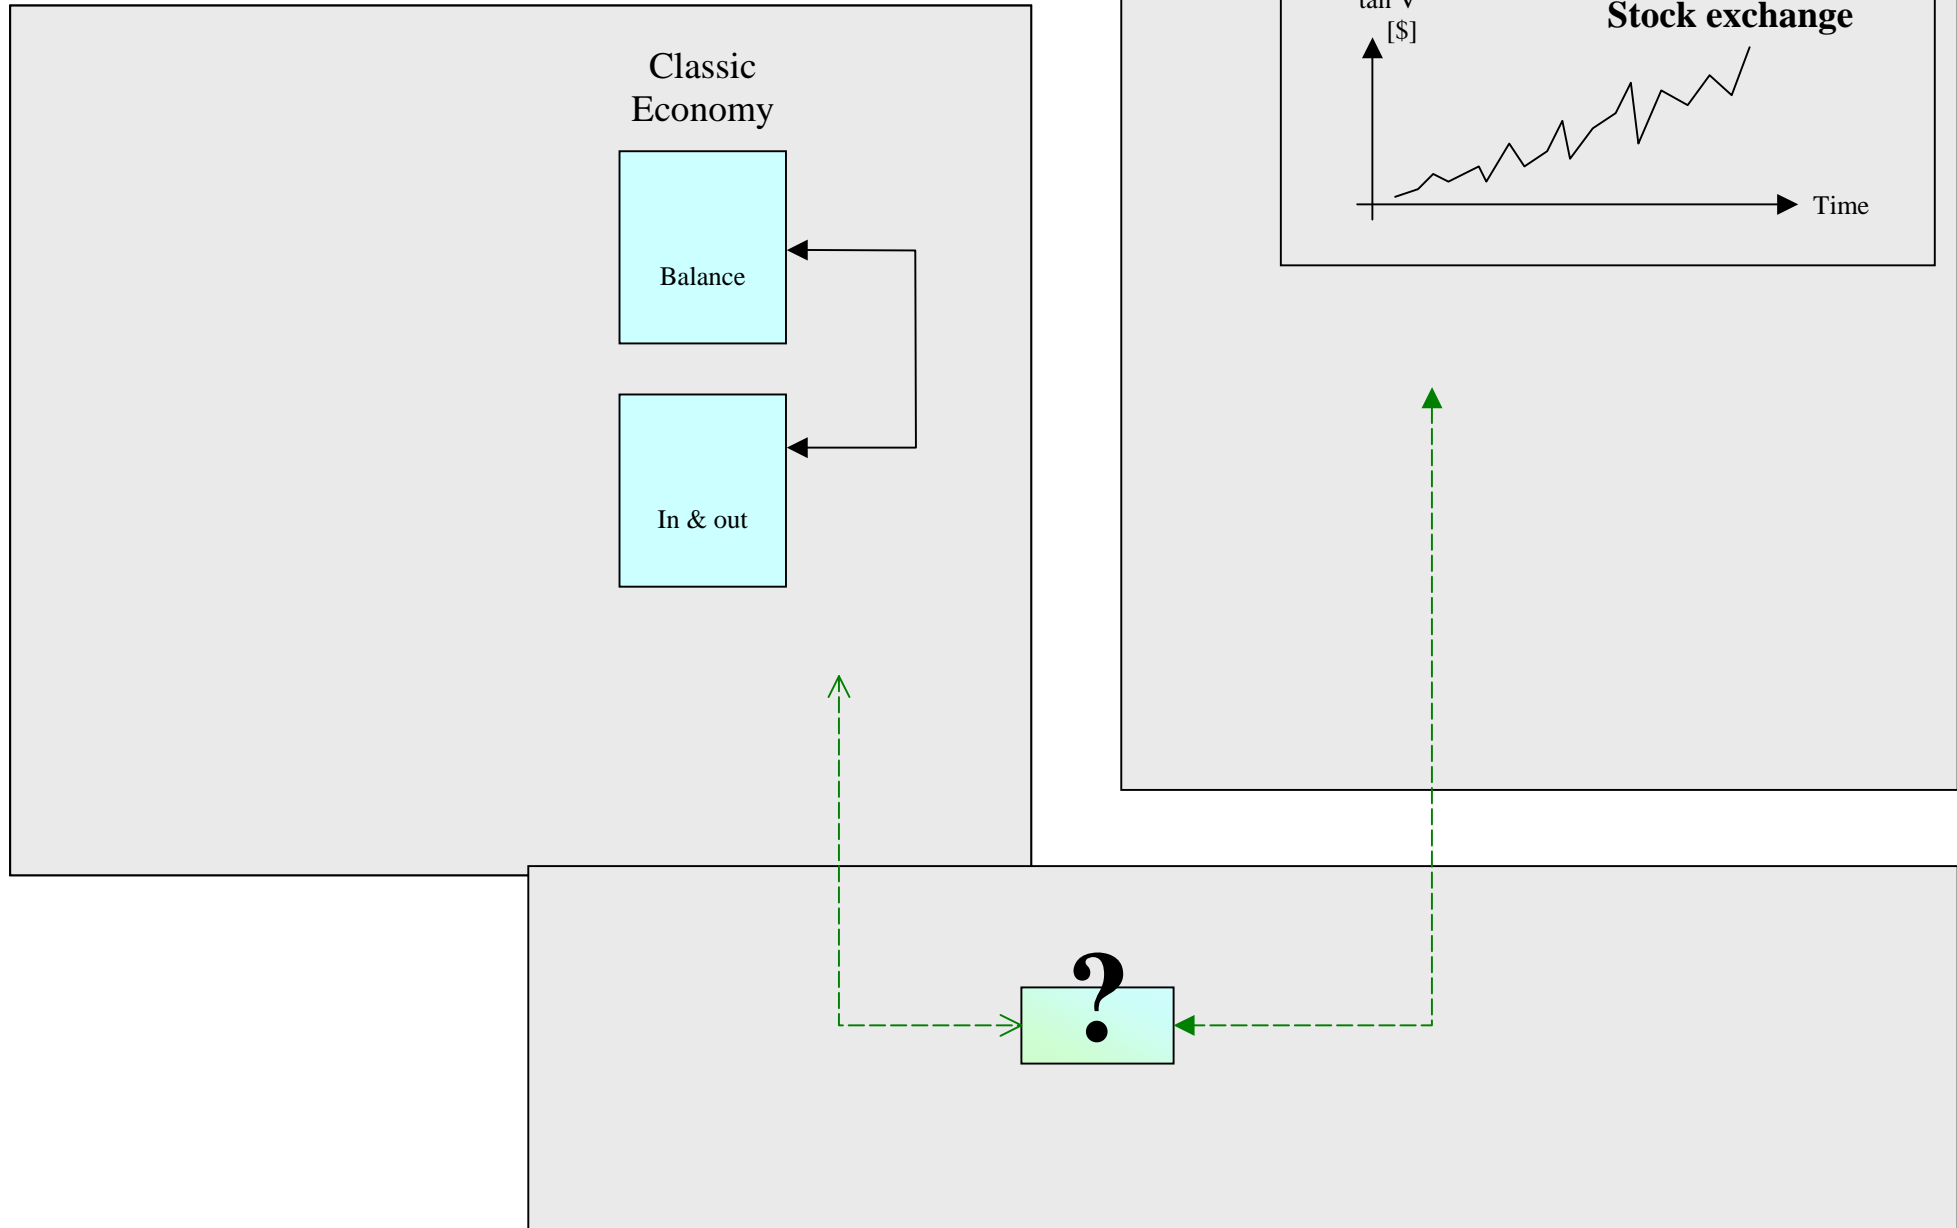 Classic
Economy
Balance
In & out
[$]
Stock exchange
Time
?